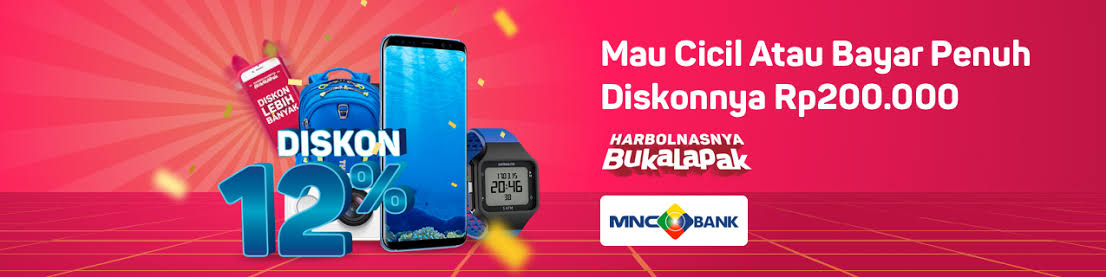 DISKON
LEBIH
BANYAK
DISKON
12%
20:46
30
Mau Cicil Atau Bayar Penuh
Diskonnya Rp200.000
HARBOLNASNYA
BukaLapak
MNC BANK